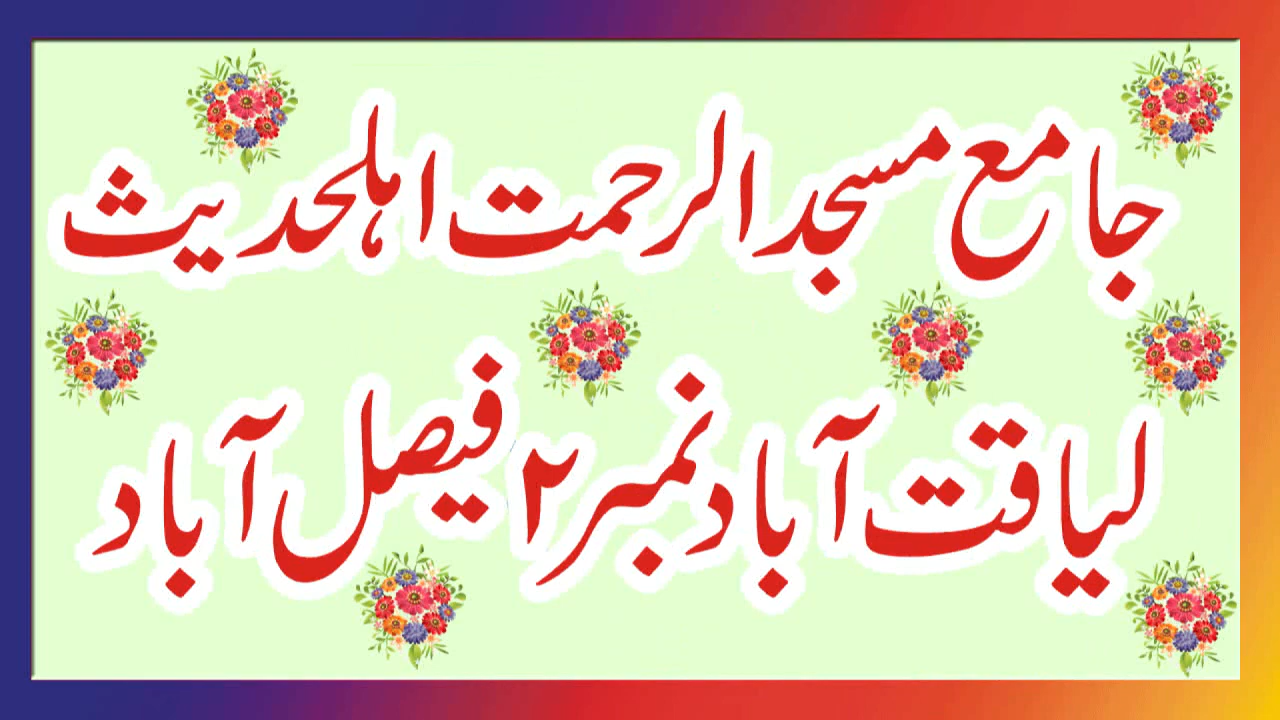 جامع مسجد الرحمت اہلحدیث
لیاقت آباد نمبر ۲ فیصل آباد